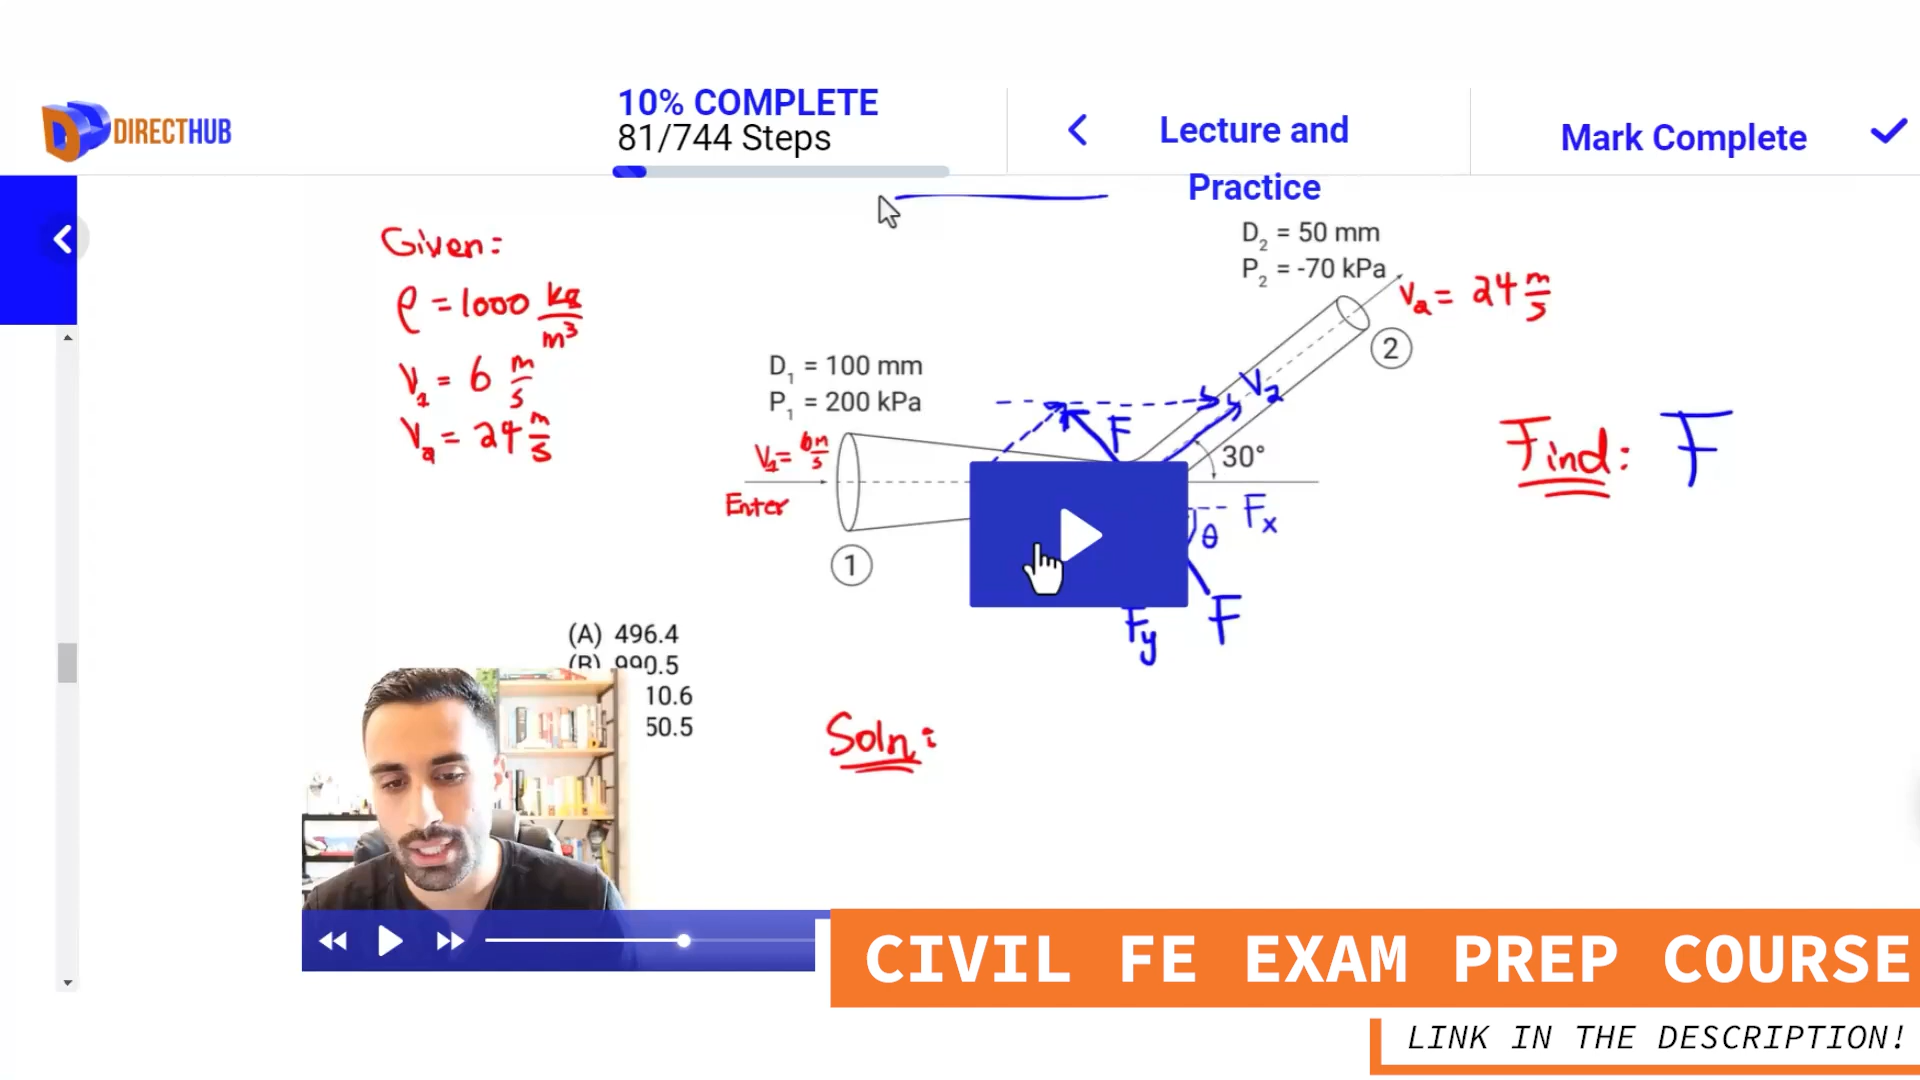 DIRECTHUB
10% COMPLETE
81/744 Steps
Lecture and
Practice
Mark Complete
Given:
ρ = 1000 kg/m³
V₁ = 6 m/s
V₂ = 24 m/s
D₁ = 100 mm
P₁ = 200 kPa
V₁ = 6m/s
Enter
1
D₂ = 50 mm
P₂ = -70 kPa
V₂ = 24 m/s
2
V₂
F
30°
Fx
θ
F
Fy
Find: F
(A) 496.4
(B) 990.5
10.6
50.5
Soln:
CIVIL FE EXAM PREP COURSE
LINK IN THE DESCRIPTION!